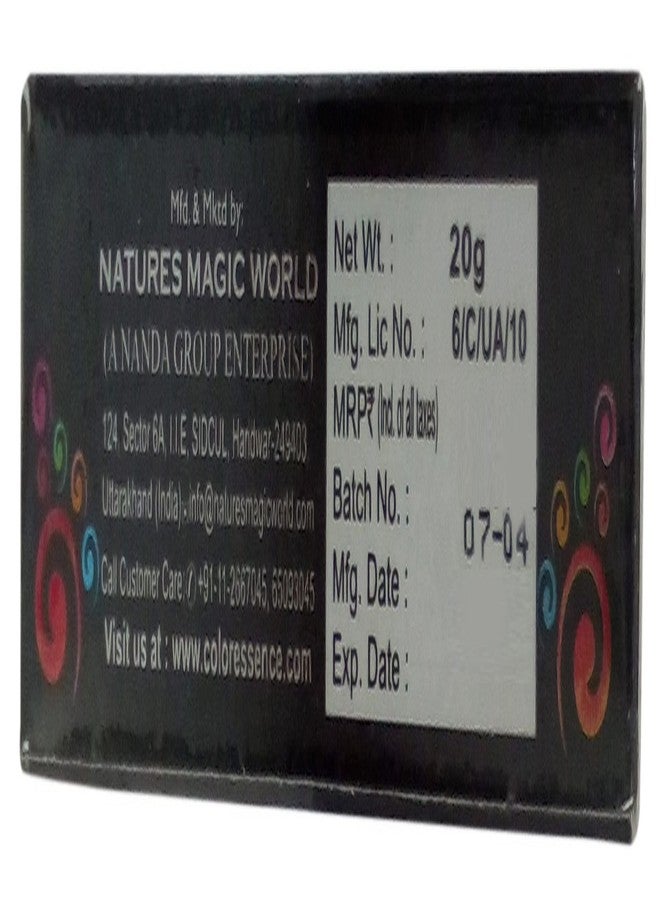 Mfd. & Mktd by:
NATURES MAGIC WORLD
(A NANDA GROUP ENTERPRISE)
124, Sector 6A, I.I.E, SIDCUL, Haridwar-249403
Uttarakhand (India). info@naturesmagicworld.com
Call Customer Care ✆ +91-11-2667045, 65093045
Visit us at : www.coloressence.com
Net Wt. : 20g
Mfg. Lic No. : 6/C/UA/10
MRP₹ (Incl. of all taxes)
Batch No. :
07-04
Mfg. Date :
Exp. Date :